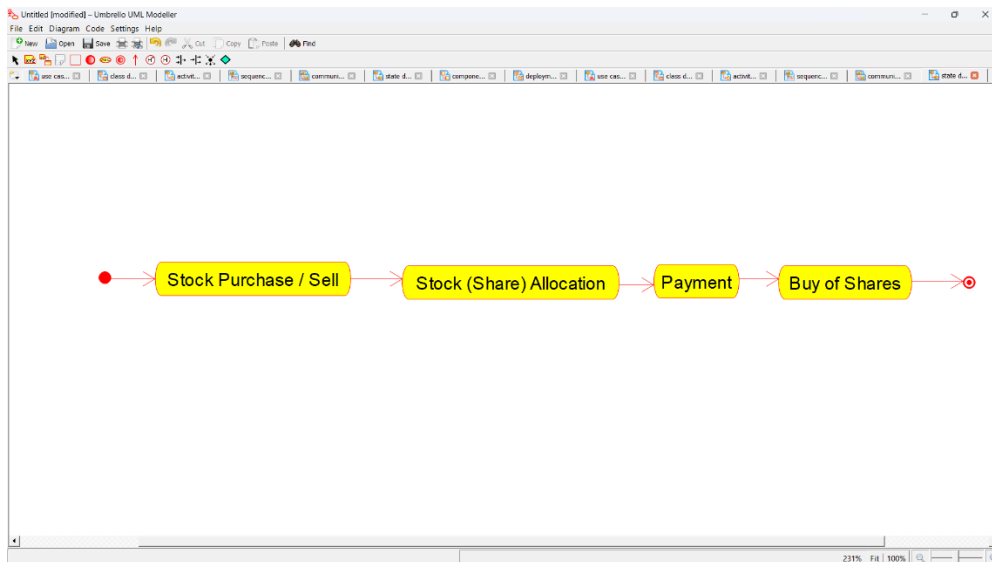 Untitled [modified] – Umbrello UML Modeller
File Edit Diagram Code Settings Help
New Open Save Cut Copy Paste Find
use cas... class d... activit... sequenc... communi... state d... compone... deploym... use cas... class d... activit... sequenc... communi... state d...
Stock Purchase / Sell
Stock (Share) Allocation
Payment
Buy of Shares
231% Fit 100%